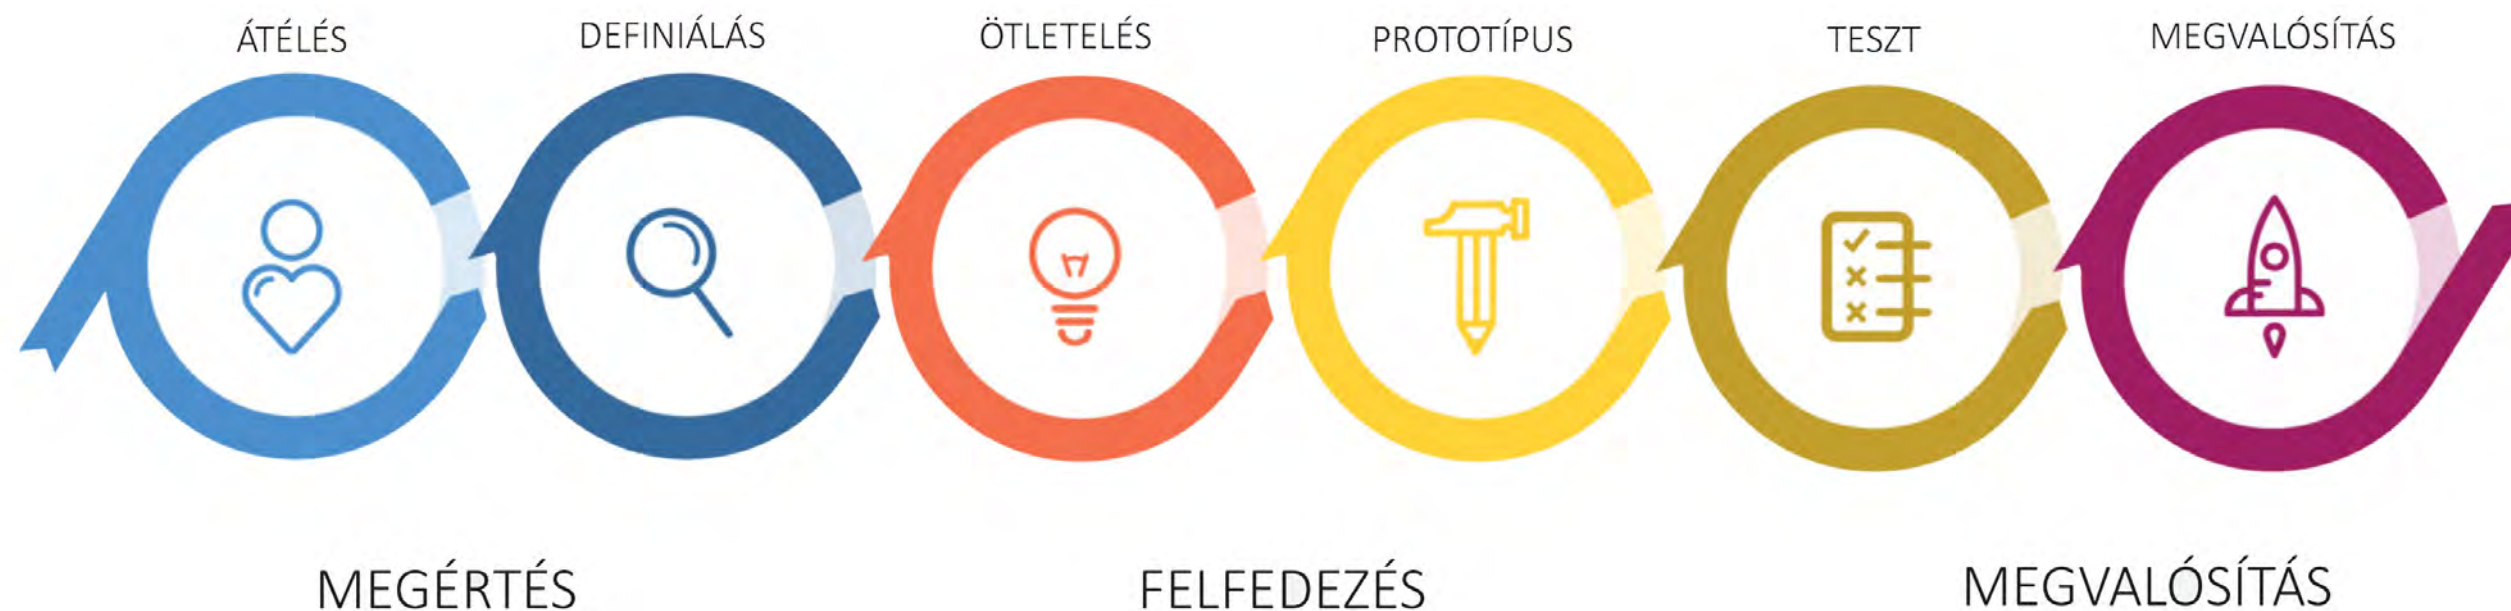 ÁTÉLÉS
DEFINIÁLÁS
ÖTLETELÉS
PROTOTÍPUS
TESZT
MEGVALÓSÍTÁS
MEGÉRTÉS
FELFEDEZÉS
MEGVALÓSÍTÁS